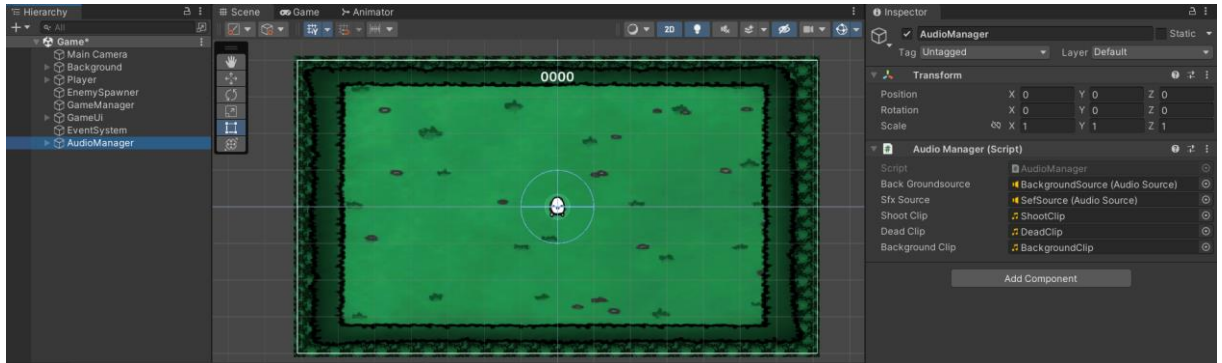 Hierarchy
All
Game*
Main Camera
Background
Player
EnemySpawner
GameManager
GameUi
EventSystem
AudioManager
Scene
Game
Animator
2D
0000
Inspector
AudioManager
Static
Tag Untagged
Layer Default
Transform
Position X 0 Y 0 Z 0
Rotation X 0 Y 0 Z 0
Scale X 1 Y 1 Z 1
Audio Manager (Script)
Script AudioManager
Back Groundsource BackgroundSource (Audio Source)
Sfx Source SefSource (Audio Source)
Shoot Clip ShootClip
Dead Clip DeadClip
Background Clip BackgroundClip
Add Component